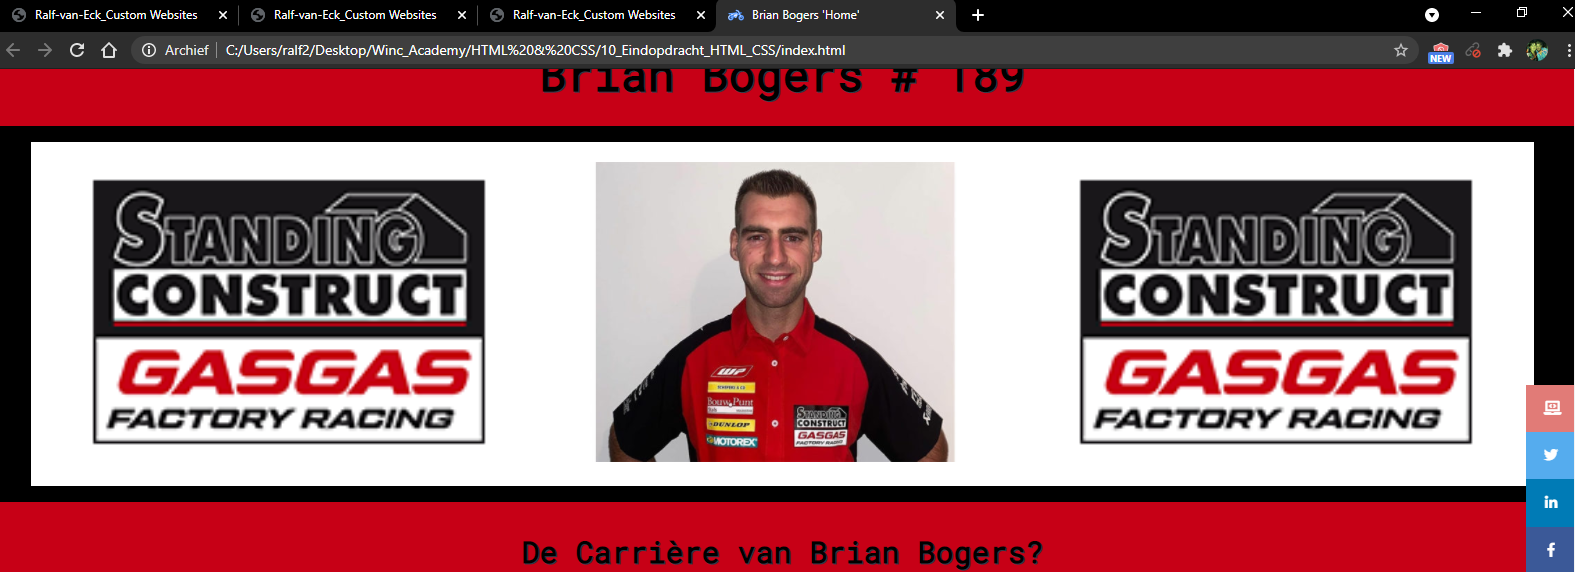 Ralf-van-Eck_Custom Websites
Ralf-van-Eck_Custom Websites
Ralf-van-Eck_Custom Websites
Brian Bogers 'Home'
Archief
C:/Users/ralf2/Desktop/Winc_Academy/HTML%20&%20CSS/10_Eindopdracht_HTML_CSS/index.html
NEW
Brian Bogers # 189
STANDING
CONSTRUCT
GASGAS
FACTORY RACING
WP
Bouw Punt
DUNLOP
MOTOREX
STANDING
CONSTRUCT
GASGAS
FACTORY RACING
STANDING
CONSTRUCT
GASGAS
FACTORY RACING
in
f
De Carrière van Brian Bogers?